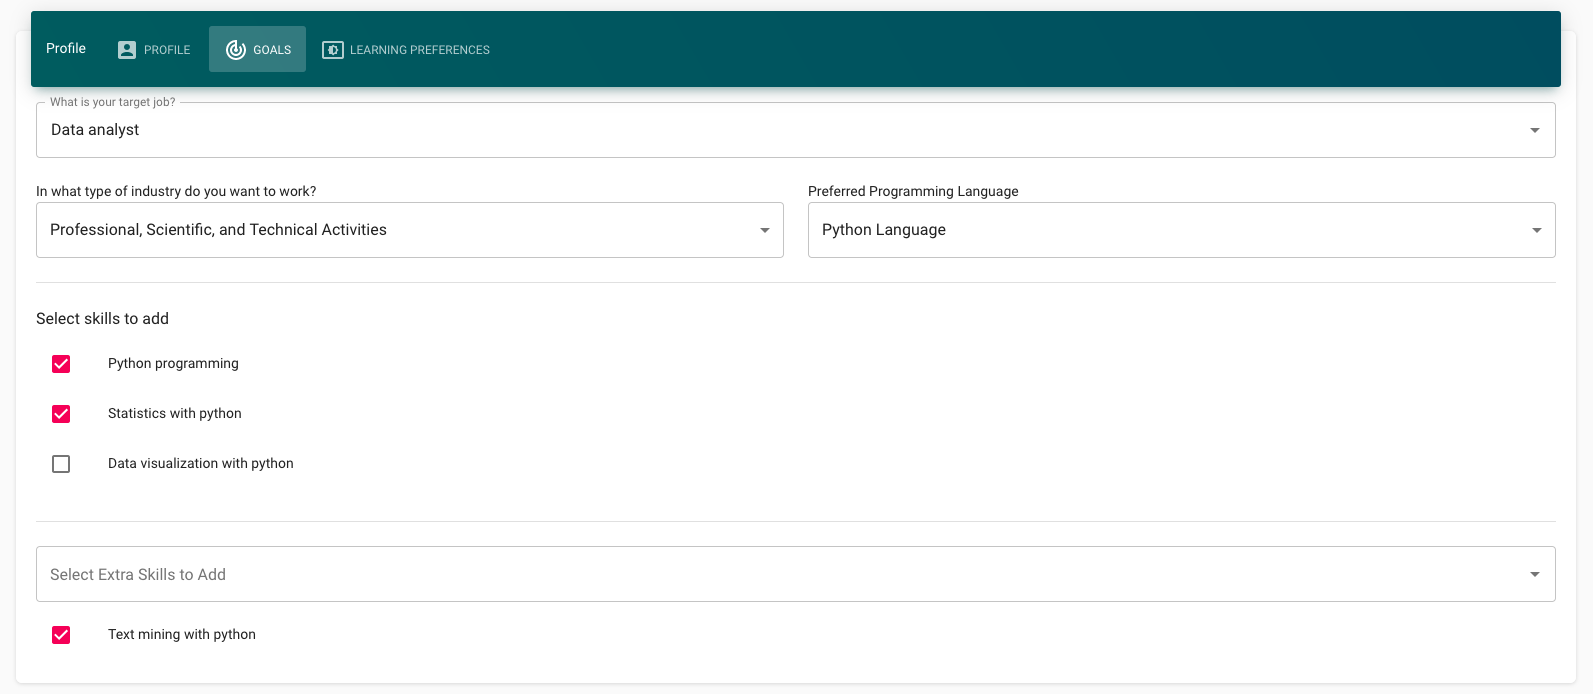 Profile PROFILE GOALS LEARNING PREFERENCES
What is your target job?
Data analyst
In what type of industry do you want to work? Preferred Programming Language
Professional, Scientific, and Technical Activities Python Language
Select skills to add
Python programming
Statistics with python
Data visualization with python
Select Extra Skills to Add
Text mining with python